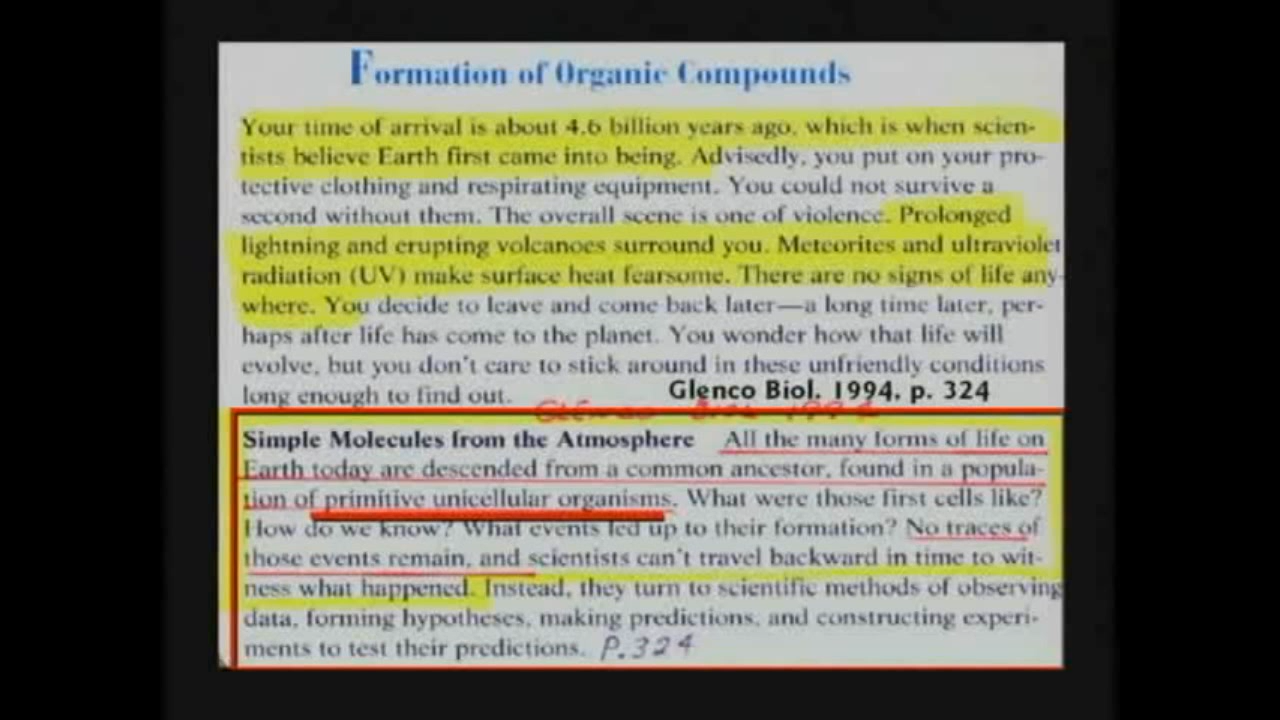 Formation of Organic Compounds
Your time of arrival is about 4.6 billion years ago, which is when scien-
tists believe Earth first came into being. Advisedly, you put on your pro-
tective clothing and respirating equipment. You could not survive a
second without them. The overall scene is one of violence. Prolonged
lightning and erupting volcanoes surround you. Meteorites and ultraviolet
radiation (UV) make surface heat fearsome. There are no signs of life any-
where. You decide to leave and come back later—a long time later, per-
haps after life has come to the planet. You wonder how that life will
evolve, but you don't care to stick around in these unfriendly conditions
long enough to find out.
Glenco Biol. 1994, p. 324
Glenco Biol 1994
Simple Molecules from the Atmosphere All the many forms of life on
Earth today are descended from a common ancestor, found in a popula-
tion of primitive unicellular organisms. What were those first cells like?
How do we know? What events led up to their formation? No traces of
those events remain, and scientists can't travel backward in time to wit-
ness what happened. Instead, they turn to scientific methods of observing
data, forming hypotheses, making predictions, and constructing experi-
ments to test their predictions. P.324